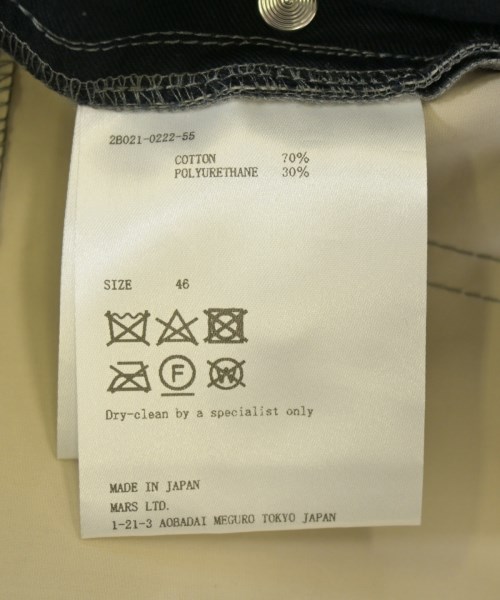 2B021-0222-55
COTTON 70%
POLYURETHANE 30%
SIZE 46
F
W
Dry-clean by a specialist only
MADE IN JAPAN
MARS LTD.
1-21-3 AOBADAI MEGURO TOKYO JAPAN